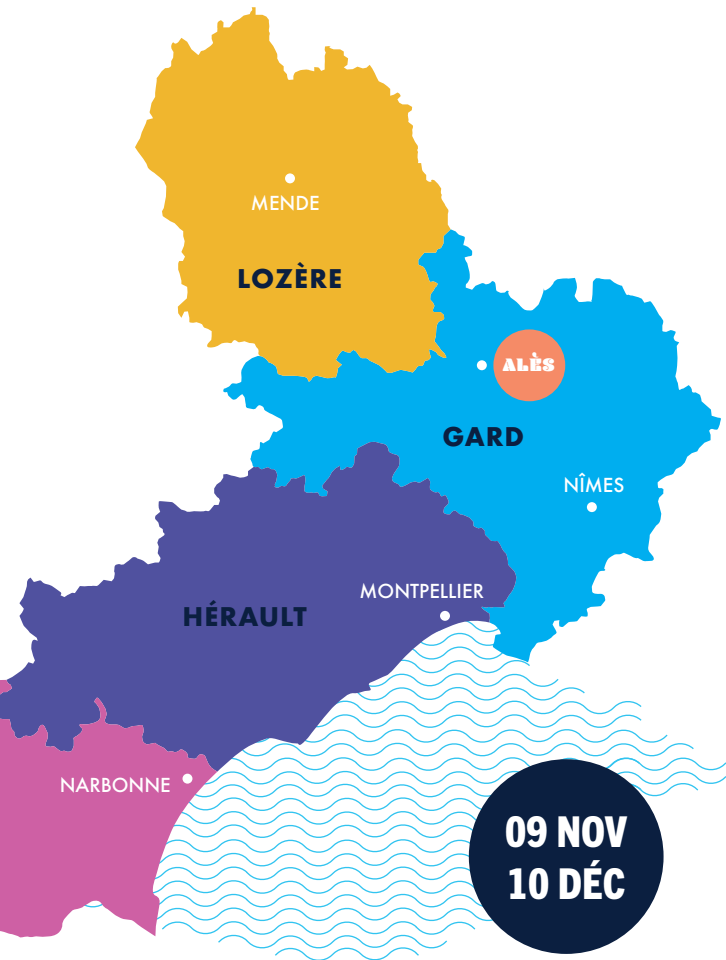 MENDE
LOZÈRE
ALÈS
GARD
NÎMES
MONTPELLIER
HÉRAULT
NARBONNE
09 NOV
10 DÉC